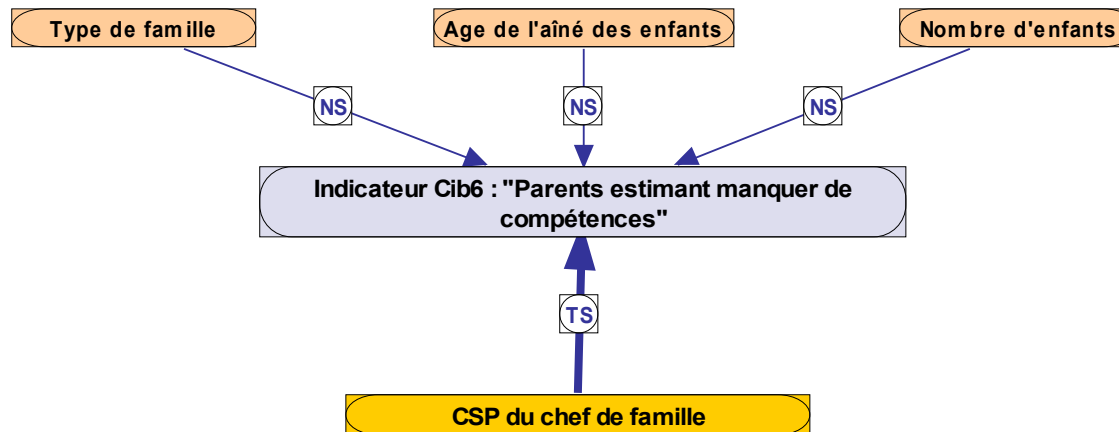 Type de famille
Age de l'aîné des enfants
Nombre d'enfants
NS
NS
NS
Indicateur Cib6 : "Parents estimant manquer de
compétences"
TS
CSP du chef de famille